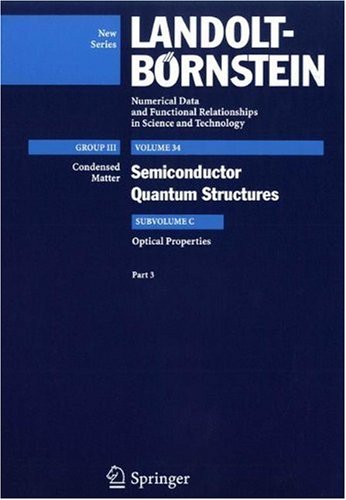 New
Series
LANDOLT-
BÖRNSTEIN
Numerical Data
and Functional Relationships
in Science and Technology
GROUP III
VOLUME 34
Condensed
Matter
Semiconductor
Quantum Structures
SUBVOLUME C
Optical Properties
Part 3
Springer